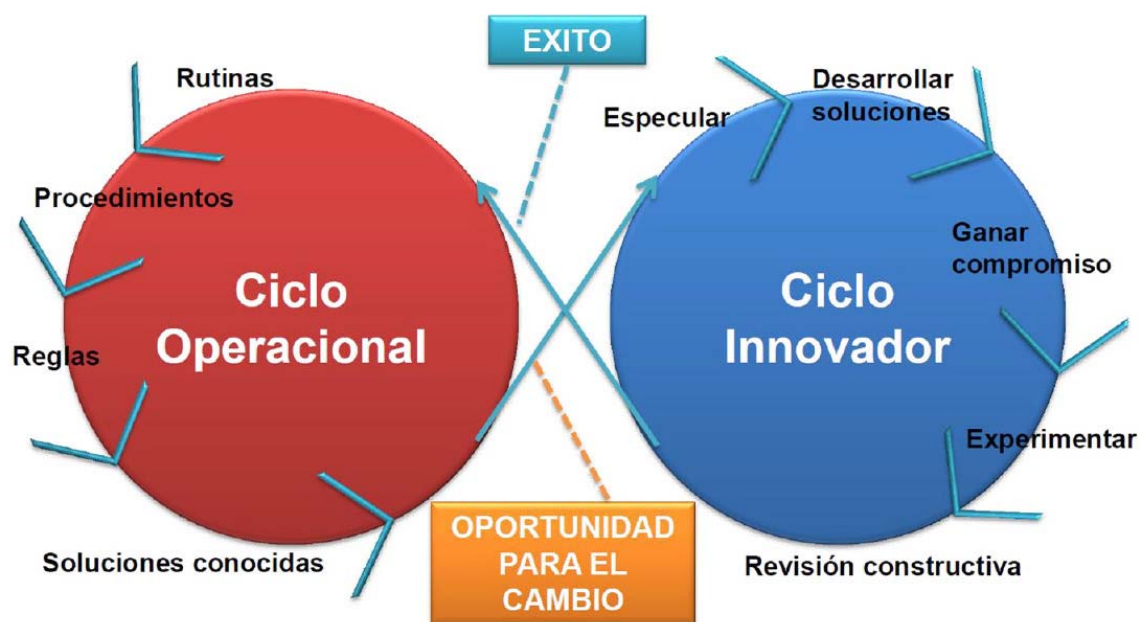 EXITO
Rutinas
Procedimientos
Reglas
Soluciones conocidas
Ciclo
Operacional
OPORTUNIDAD
PARA EL
CAMBIO
Especular
Desarrollar
soluciones
Ganar
compromiso
Experimentar
Revisión constructiva
Ciclo
Innovador